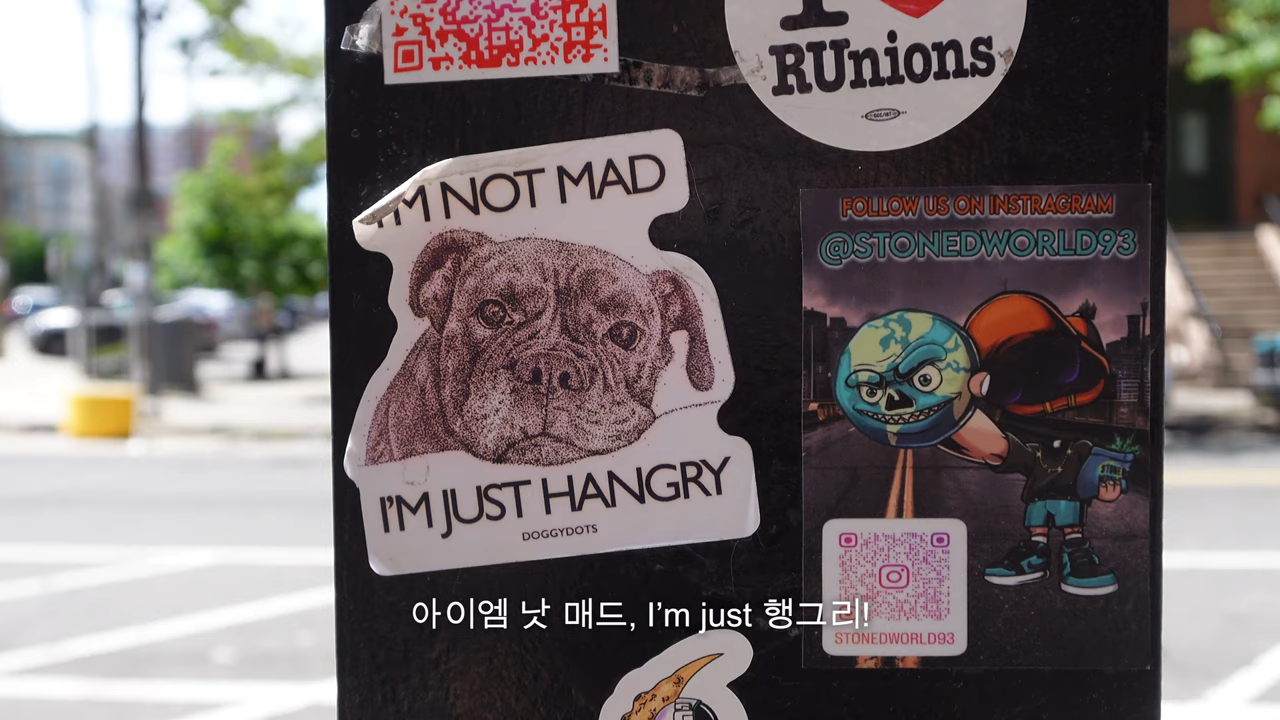 RUnions
I'M NOT MAD
FOLLOW US ON INSTRAGRAM
@STONEDWORLD93
I'M JUST HANGRY
DOGGYDOTS
STONEDWORLD93
아이엠 낫 매드, I'm just 행그리!